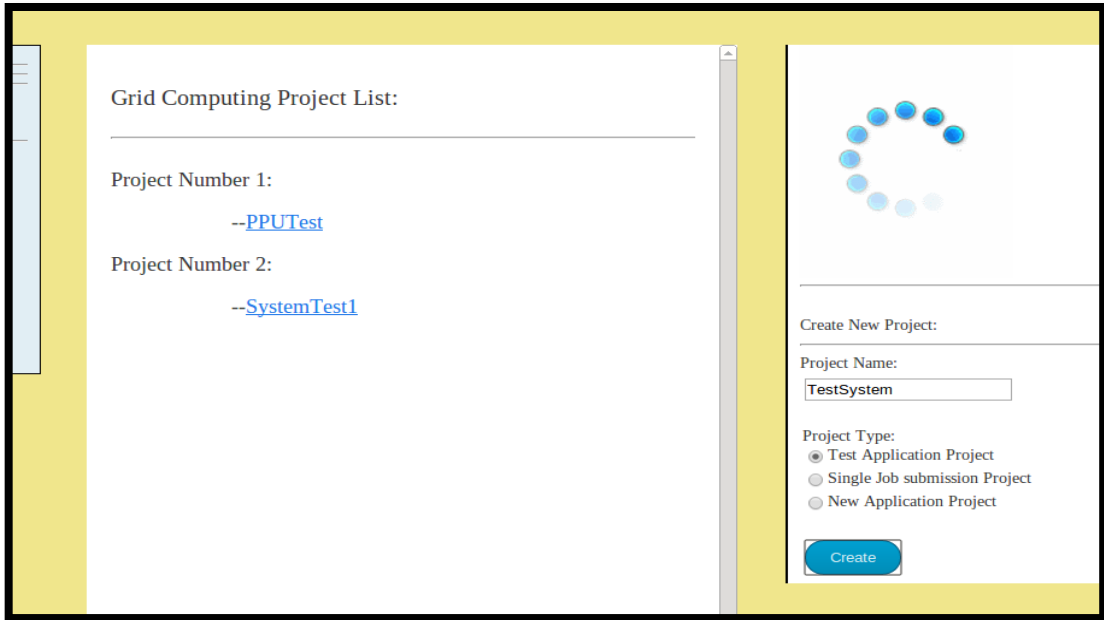 Grid Computing Project List:
Project Number 1:
--PPUTest
Project Number 2:
--SystemTest1
Create New Project:
Project Name:
TestSystem
Project Type:
Test Application Project
Single Job submission Project
New Application Project
Create